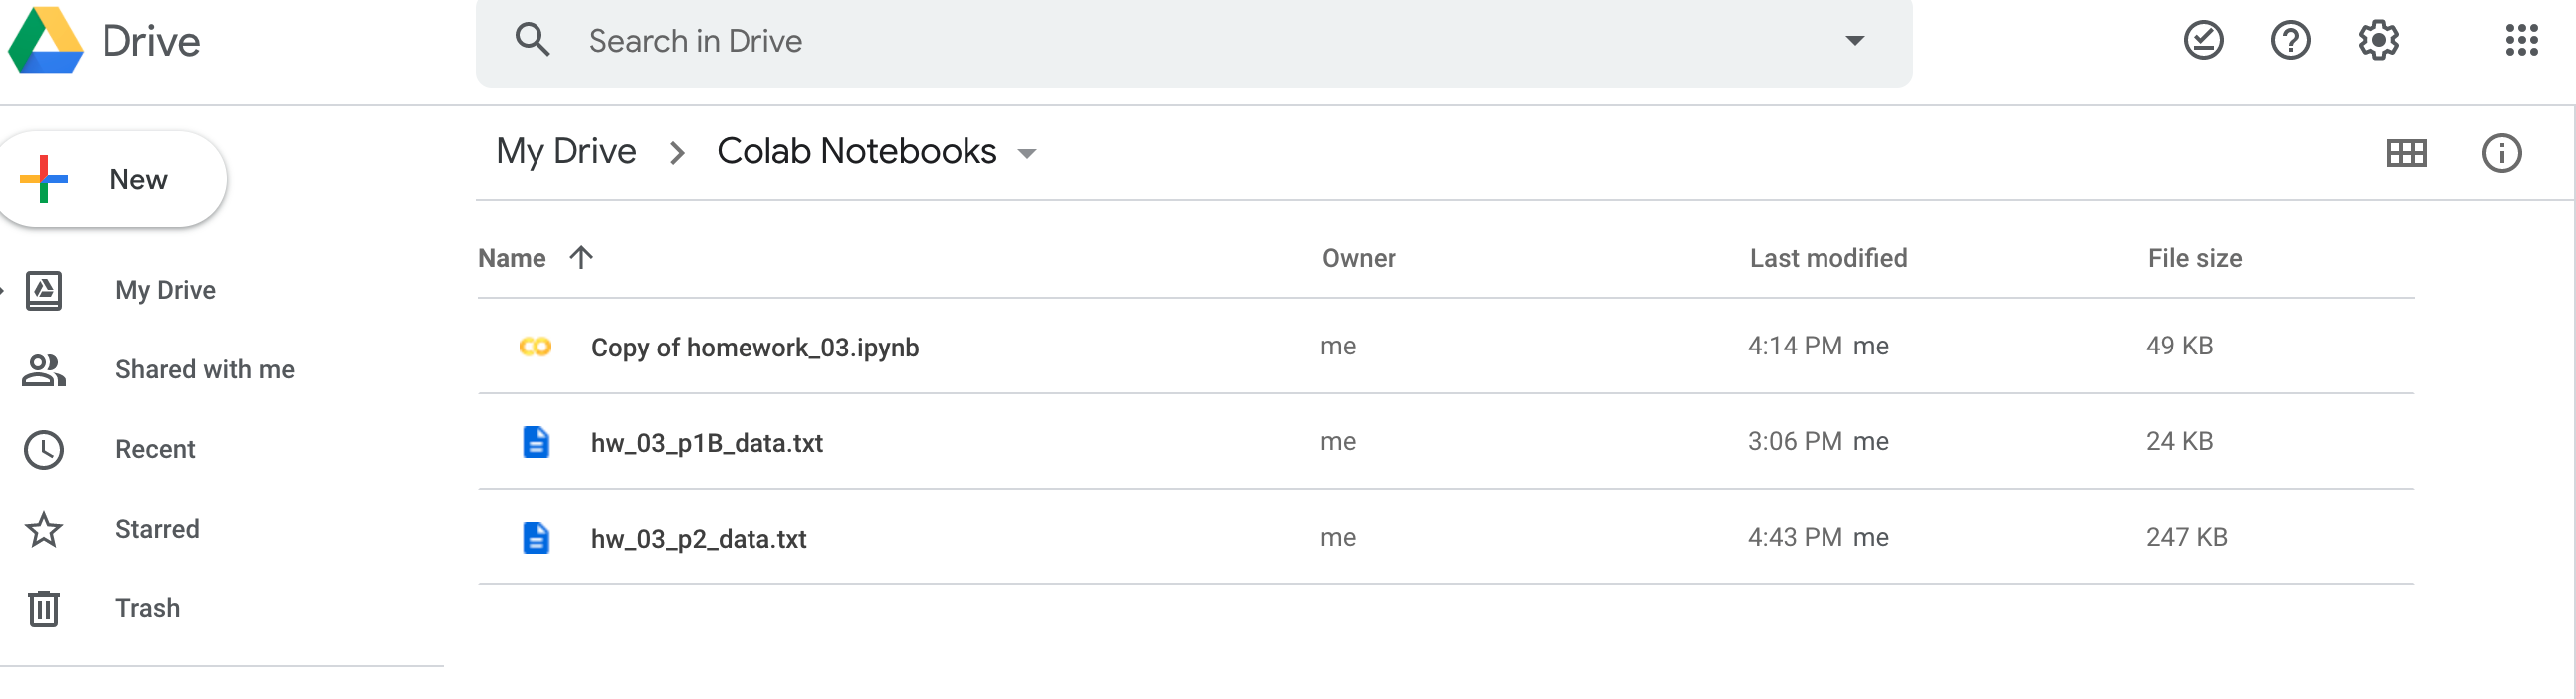 Drive
Search in Drive
New
My Drive
Shared with me
Recent
Starred
Trash
My Drive > Colab Notebooks
Name Owner Last modified File size
Copy of homework_03.ipynb me 4:14 PM me 49 KB
hw_03_p1B_data.txt me 3:06 PM me 24 KB
hw_03_p2_data.txt me 4:43 PM me 247 KB